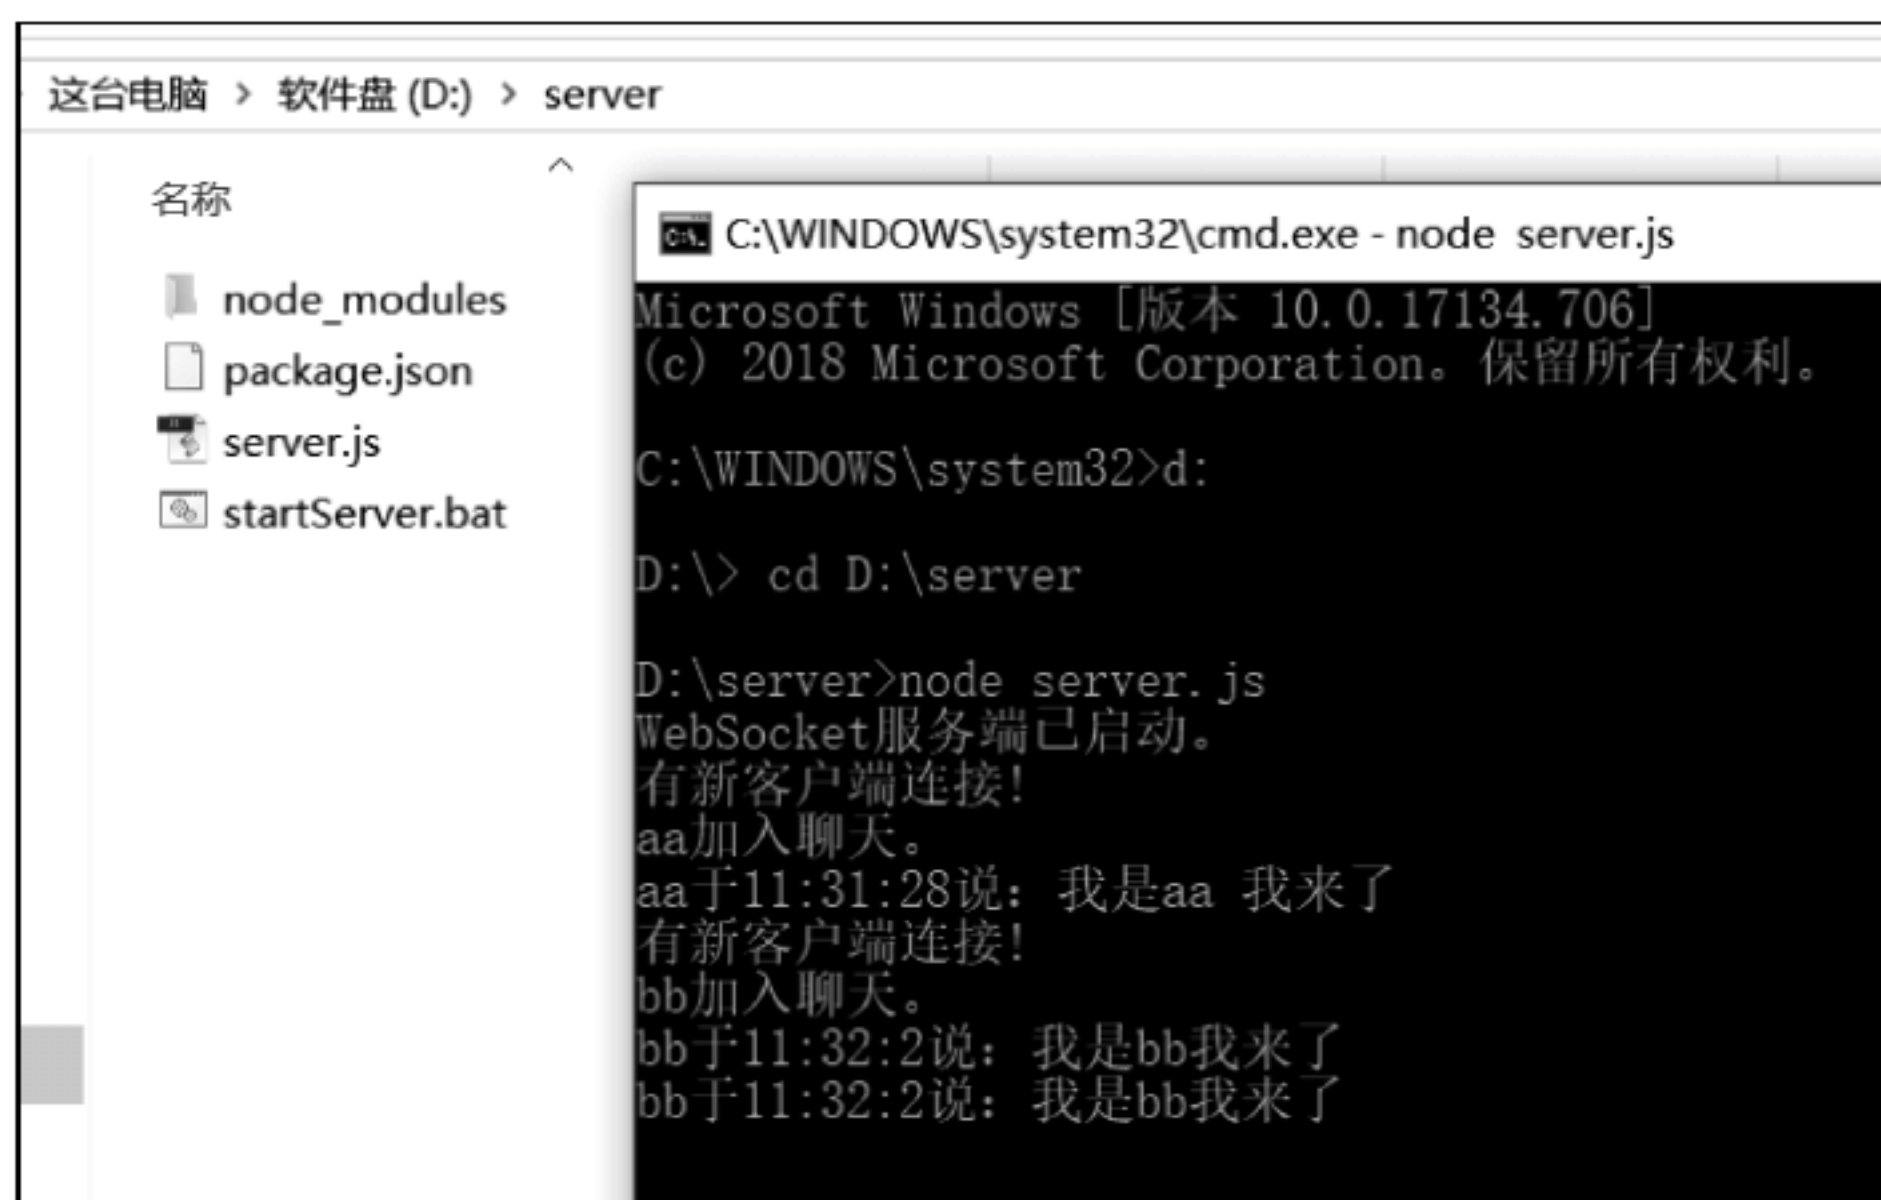 这台电脑 > 软件盘 (D:) > server
名称
node_modules
package.json
server.js
startServer.bat
C:\WINDOWS\system32\cmd.exe - node  server.js
Microsoft Windows [版本 10.0.17134.706]
(c) 2018 Microsoft Corporation。保留所有权利。
C:\WINDOWS\system32>d:
D:\> cd D:\server
D:\server>node server.js
WebSocket服务端已启动。
有新客户端连接!
aa加入聊天。
aa于11:31:28说：我是aa 我来了
有新客户端连接!
bb加入聊天。
bb于11:32:2说：我是bb我来了
bb于11:32:2说：我是bb我来了